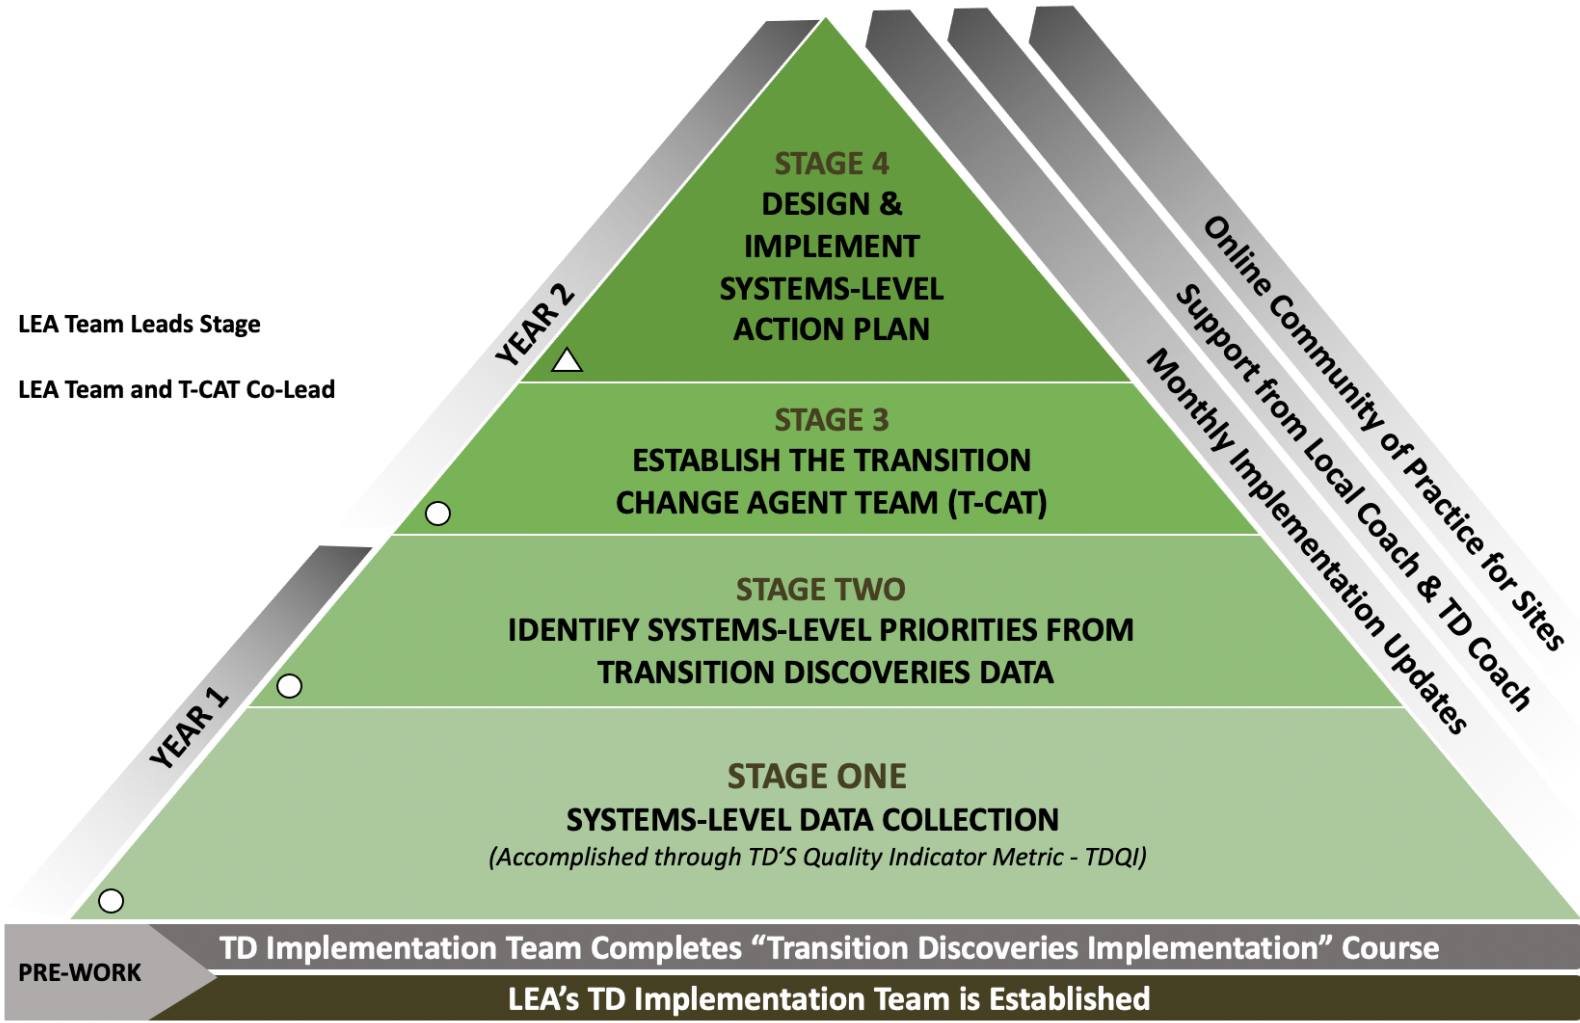 STAGE 4
DESIGN &
IMPLEMENT
SYSTEMS-LEVEL
ACTION PLAN
YEAR 2
LEA Team Leads Stage
LEA Team and T-CAT Co-Lead
STAGE 3
ESTABLISH THE TRANSITION
CHANGE AGENT TEAM (T-CAT)
STAGE TWO
IDENTIFY SYSTEMS-LEVEL PRIORITIES FROM
TRANSITION DISCOVERIES DATA
YEAR 1
STAGE ONE
SYSTEMS-LEVEL DATA COLLECTION
(Accomplished through TD'S Quality Indicator Metric - TDQI)
Monthly Implementation Updates
Support from Local Coach & TD Coach
Online Community of Practice for Sites
PRE-WORK
TD Implementation Team Completes “Transition Discoveries Implementation” Course
LEA’s TD Implementation Team is Established